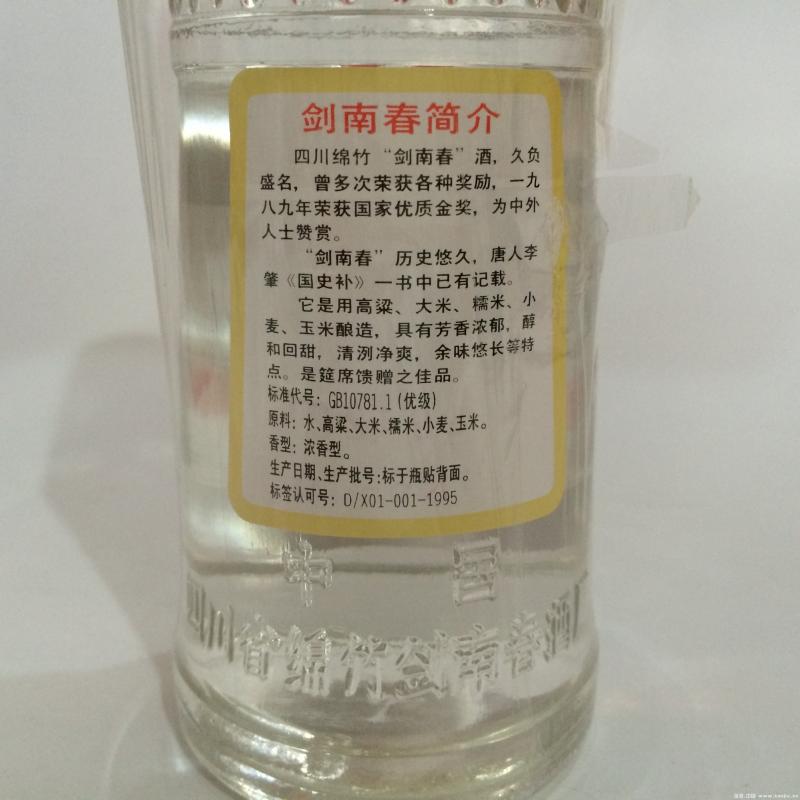 剑南春简介
四川绵竹“剑南春”酒，久负
盛名，曾多次荣获各种奖励，一九
八九年荣获国家优质金奖，为中外
人士赞赏。
“剑南春”历史悠久，唐人李
肇《国史补》一书中已有记载。
它是用高粱、大米、糯米、小
麦、玉米酿造，具有芳香浓郁，醇
和回甜，清洌净爽，余味悠长等特
点。是筵席馈赠之佳品。
标准代号：GB10781.1(优级)
原料：水、高粱、大米、糯米、小麦、玉米。
香型：浓香型。
生产日期、生产批号：标于瓶贴背面。
标签认可号：D/X01-001-1995
中国
四川省绵竹剑南春酒厂